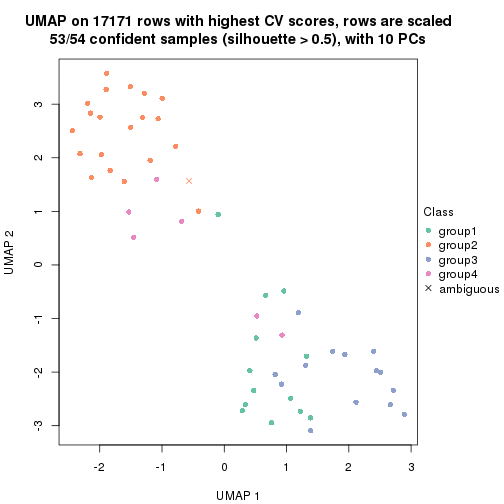 UMAP on 17171 rows with highest CV scores, rows are scaled
53/54 confident samples (silhouette > 0.5), with 10 PCs
3
2
1
0
-1
-2
-3
UMAP 2
-2
-1
0
1
2
3
UMAP 1
Class
group1
group2
group3
group4
ambiguous